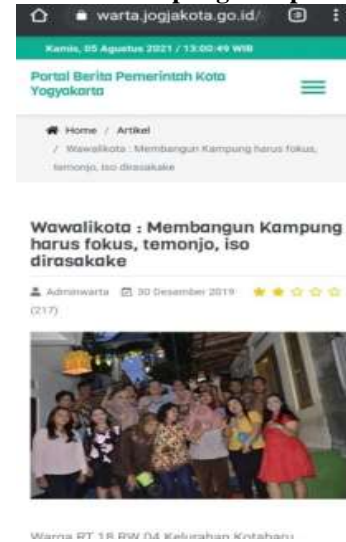 warta.jogjakota.go.id/
Kamis, 05 Agustus 2021 / 13:00:49 WIB
Portal Berita Pemerintah Kota
Yogyakarta
Home / Artikel
/ Wawalikota : Membangun Kampung harus fokus,
temonjo, iso dirasakake
Wawalikota : Membangun Kampung
harus fokus, temonjo, iso
dirasakake
Adminwarta 30 Desember 2019
(217)
Warga RT 18 RW 04 Kelurahan Kotabaru